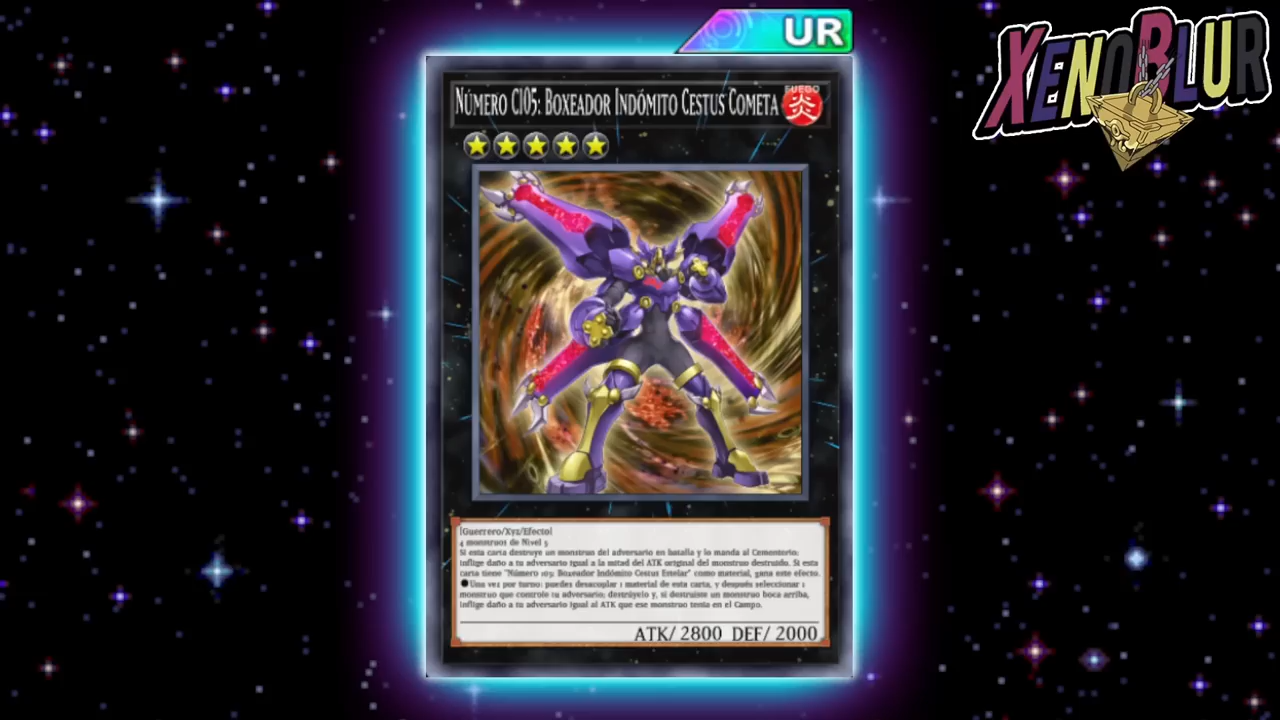 UR
XENOBLUR
NÚMERO C105: BOXEADOR INDÓMITO CESTUS COMETA
FUEGO
炎
[Guerrero/Xyz/Efecto]
4 monstruos de Nivel 5
Si esta carta destruye un monstruo del adversario en batalla y lo manda al Cementerio:
inflige daño a tu adversario igual a la mitad del ATK original del monstruo destruido. Si esta
carta tiene "Número 105: Boxeador Indómito Cestus Estelar" como material, gana este efecto.
●Una vez por turno: puedes desacoplar 1 material de esta carta, y después seleccionar 1
monstruo que controle tu adversario; destrúyelo y, si destruiste un monstruo boca arriba,
inflige daño a tu adversario igual al ATK que ese monstruo tenía en el Campo.
ATK/ 2800 DEF/ 2000